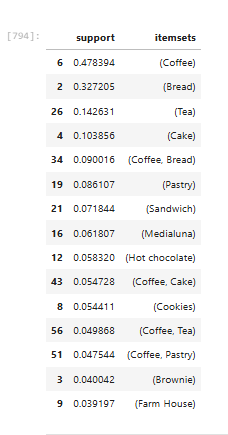 [794]:
support itemsets
6 0.478394 (Coffee)
2 0.327205 (Bread)
26 0.142631 (Tea)
4 0.103856 (Cake)
34 0.090016 (Coffee, Bread)
19 0.086107 (Pastry)
21 0.071844 (Sandwich)
16 0.061807 (Medialuna)
12 0.058320 (Hot chocolate)
43 0.054728 (Coffee, Cake)
8 0.054411 (Cookies)
56 0.049868 (Coffee, Tea)
51 0.047544 (Coffee, Pastry)
3 0.040042 (Brownie)
9 0.039197 (Farm House)